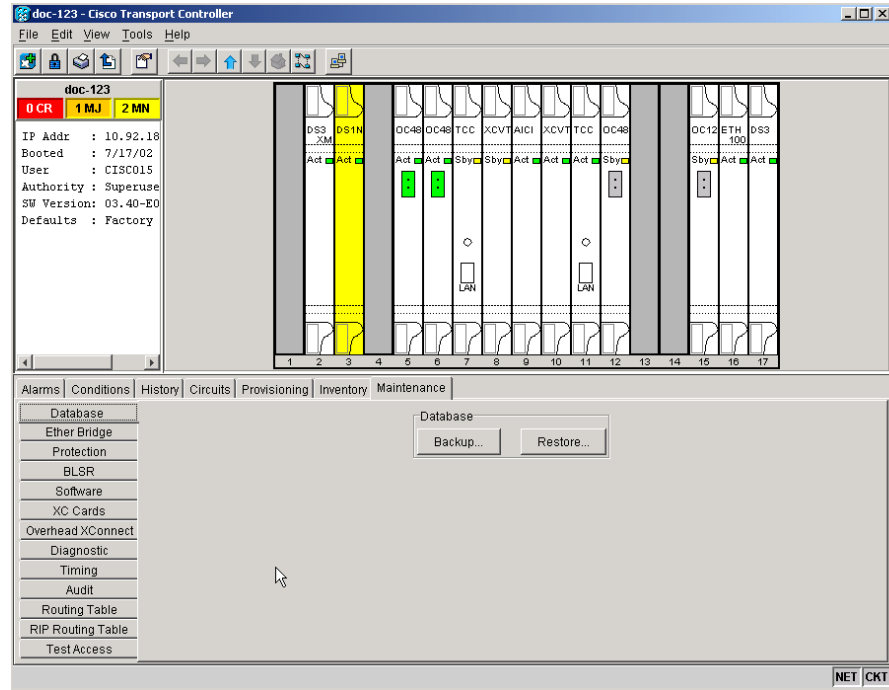 doc-123 - Cisco Transport Controller
File Edit View Tools Help
doc-123
0 CR 1 MJ 2 MN
IP Addr : 10.92.18
Booted : 7/17/02
User : CISCO15
Authority : Superuse
SW Version: 03.40-E0
Defaults : Factory
DS3 XM DS1N OC48 OC48 TCC XCVT AICI XCVT TCC OC48 OC12 ETH 100 DS3
Act Act Act Act Sby Sby Act Act Act Sby Sby Act Act
LAN LAN
1 2 3 4 5 6 7 8 9 10 11 12 13 14 15 16 17
Alarms Conditions History Circuits Provisioning Inventory Maintenance
Database
Ether Bridge
Protection
BLSR
Software
XC Cards
Overhead XConnect
Diagnostic
Timing
Audit
Routing Table
RIP Routing Table
Test Access
Database
Backup... Restore...
NET CKT